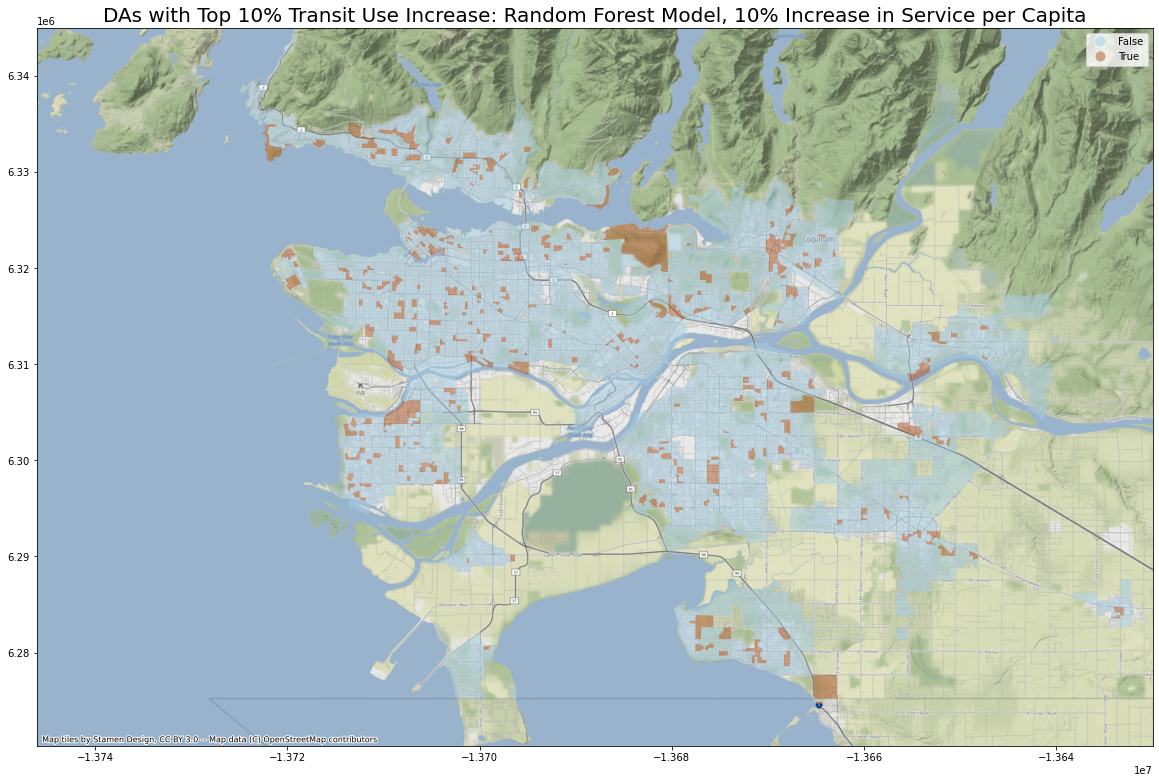 DAs with Top 10% Transit Use Increase: Random Forest Model, 10% Increase in Service per Capita
1e6
False
True
6.34
6.33
6.32
6.31
6.30
6.29
6.28
Coquitlam
YVR
Map tiles by Stamen Design, CC BY 3.0 -- Map data (C) OpenStreetMap contributors
−1.374
−1.372
−1.370
−1.368
−1.366
−1.364
1e7